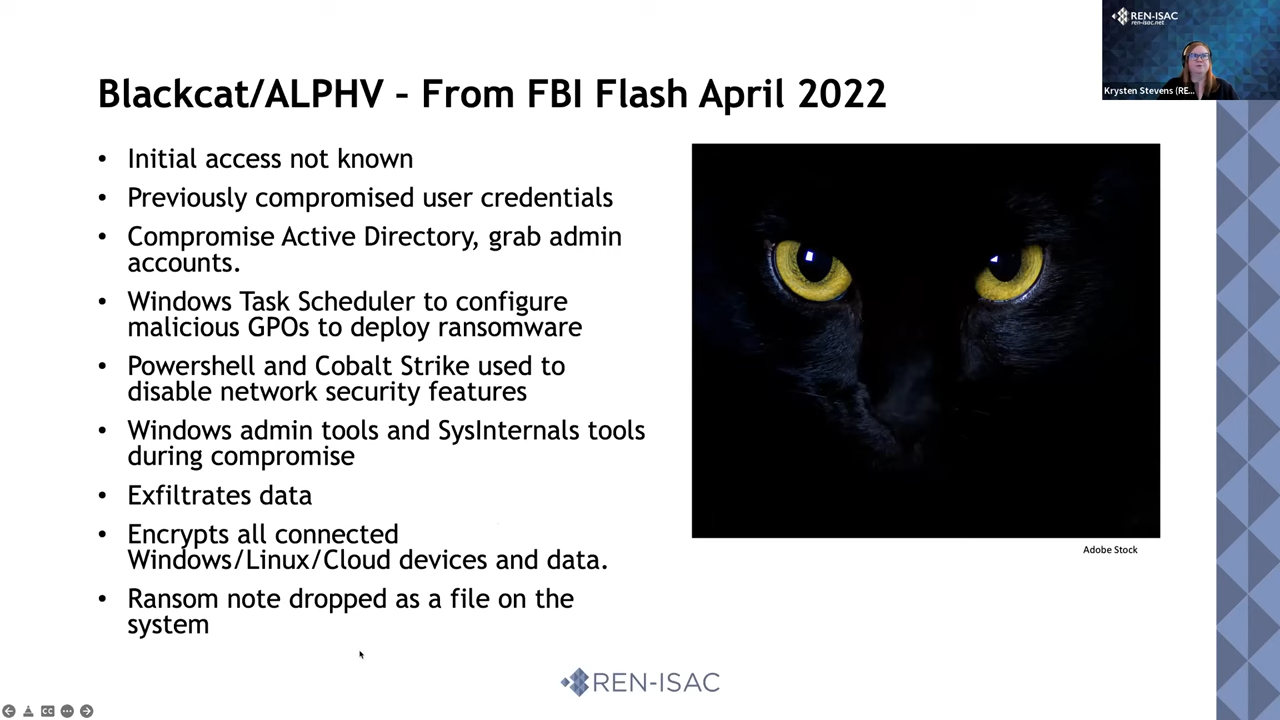 REN-ISAC
ren-isac.net
Krysten Stevens (RE...
Blackcat/ALPHV – From FBI Flash April 2022
• Initial access not known
• Previously compromised user credentials
• Compromise Active Directory, grab admin
accounts.
• Windows Task Scheduler to configure
malicious GPOs to deploy ransomware
• Powershell and Cobalt Strike used to
disable network security features
• Windows admin tools and SysInternals tools
during compromise
• Exfiltrates data
• Encrypts all connected
Windows/Linux/Cloud devices and data.
• Ransom note dropped as a file on the
system
Adobe Stock
REN-ISAC
CC